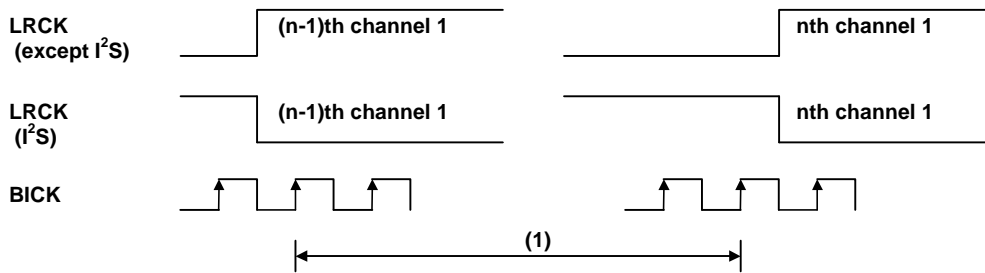 LRCK (n-1)th channel 1 nth channel 1
(except I²S)
LRCK (n-1)th channel 1 nth channel 1
(I²S)
BICK
(1)